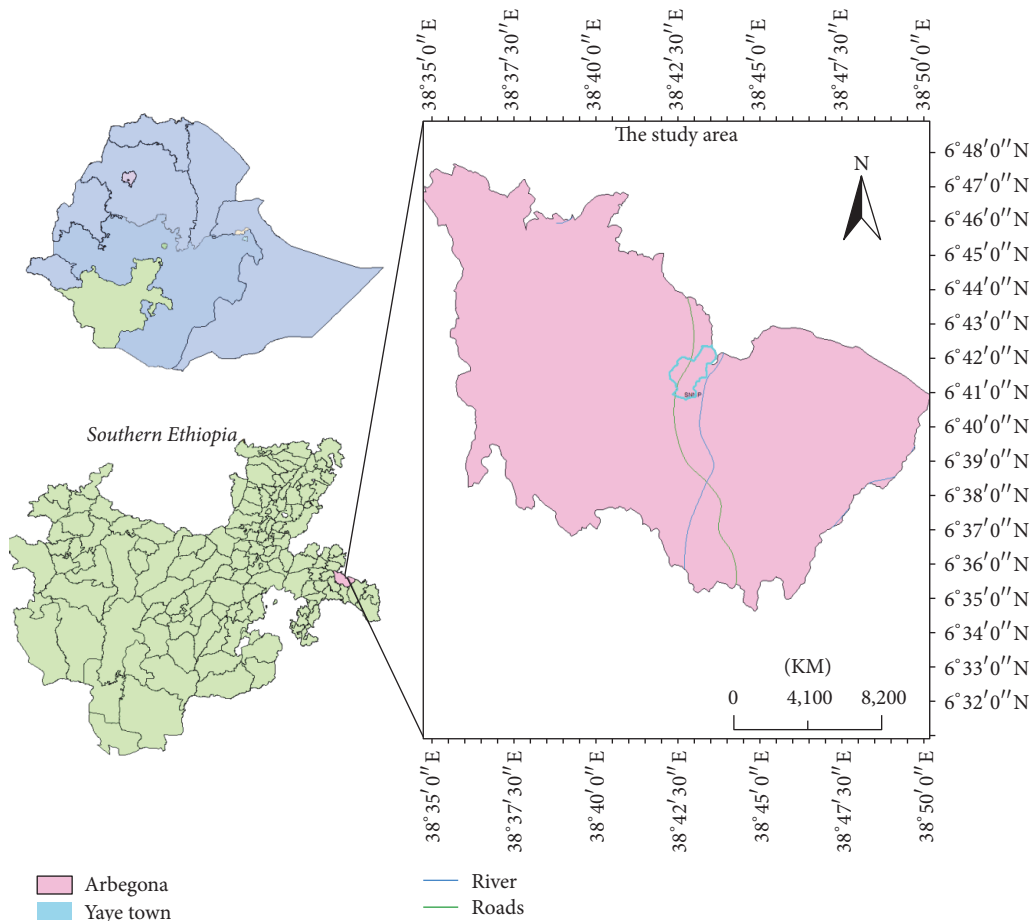 38°35′0″E
38°37′30″E
38°40′0″E
38°42′30″E
38°45′0″E
38°47′30″E
38°50′0″E
The study area
N
6°48′0″N
6°47′0″N
6°46′0″N
6°45′0″N
6°44′0″N
6°43′0″N
6°42′0″N
6°41′0″N
6°40′0″N
6°39′0″N
6°38′0″N
6°37′0″N
6°36′0″N
6°35′0″N
6°34′0″N
6°33′0″N
6°32′0″N
Southern Ethiopia
(KM)
0 4,100 8,200
38°35′0″E
38°37′30″E
38°40′0″E
38°42′30″E
38°45′0″E
38°47′30″E
38°50′0″E
Arbegona
Yaye town
River
Roads